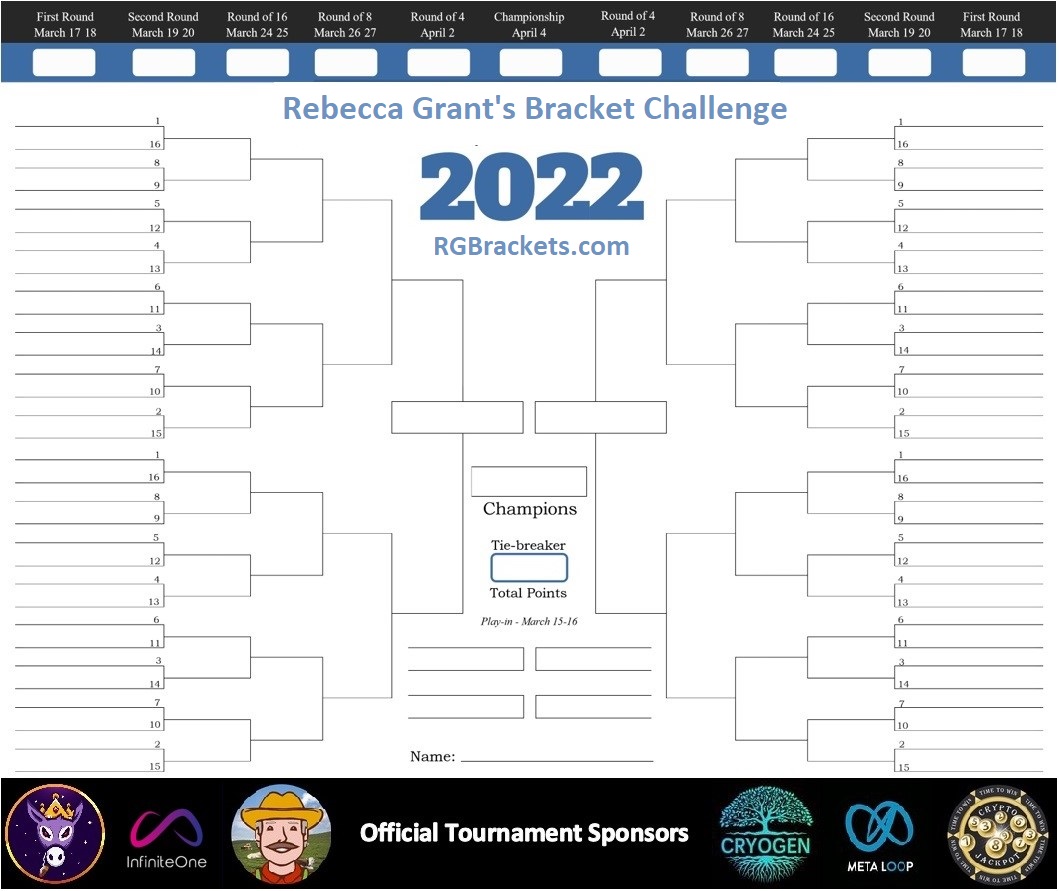 First Round
March 17 18
Second Round
March 19 20
Round of 16
March 24 25
Round of 8
March 26 27
Round of 4
April 2
Championship
April 4
Round of 4
April 2
Round of 8
March 26 27
Round of 16
March 24 25
Second Round
March 19 20
First Round
March 17 18
Rebecca Grant's Bracket Challenge
2022
RGBrackets.com
1
16
8
9
5
12
4
13
6
11
3
14
7
10
2
15
1
16
8
9
5
12
4
13
6
11
3
14
7
10
2
15
Champions
Tie-breaker
Total Points
Play-in - March 15-16
Name:
1
16
8
9
5
12
4
13
6
11
3
14
7
10
2
15
1
16
8
9
5
12
4
13
6
11
3
14
7
10
2
15
InfiniteOne
Official Tournament Sponsors
CRYOGEN
META LOOP
TIME TO WIN
CRYPTO
JACKPOT